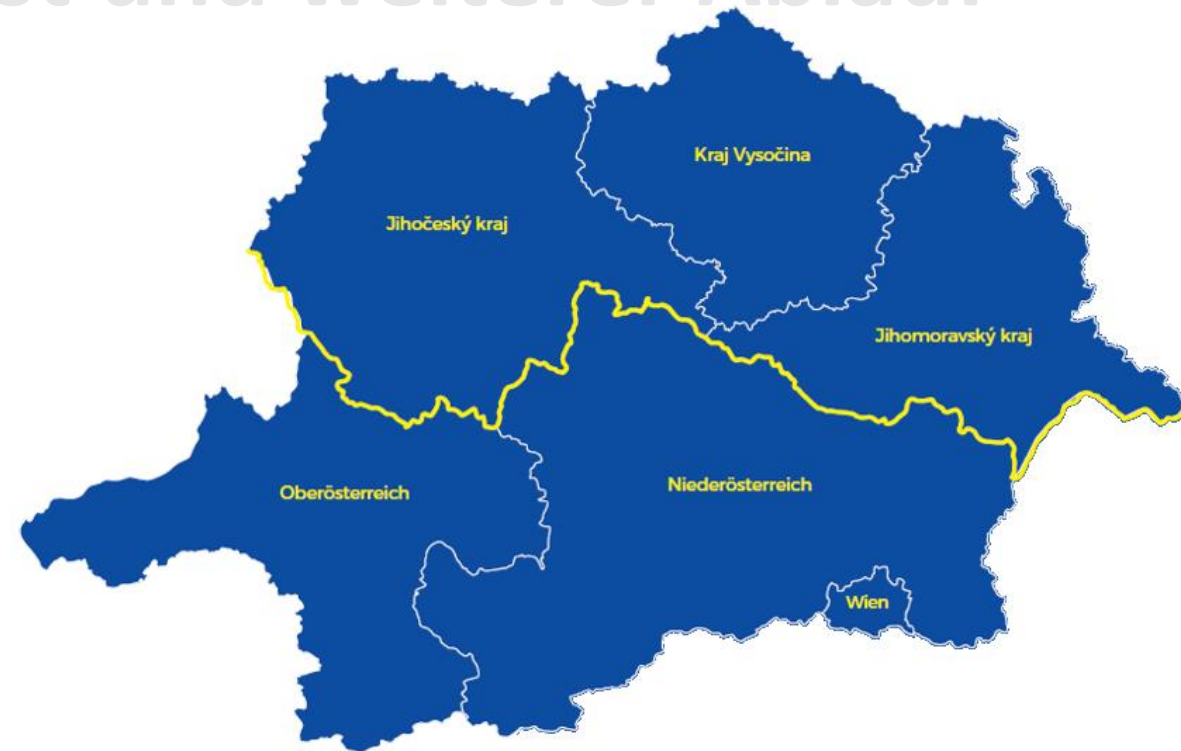 Kraj Vysočina
Jihočeský kraj
Jihomoravský kraj
Niederösterreich
Oberösterreich
Wien